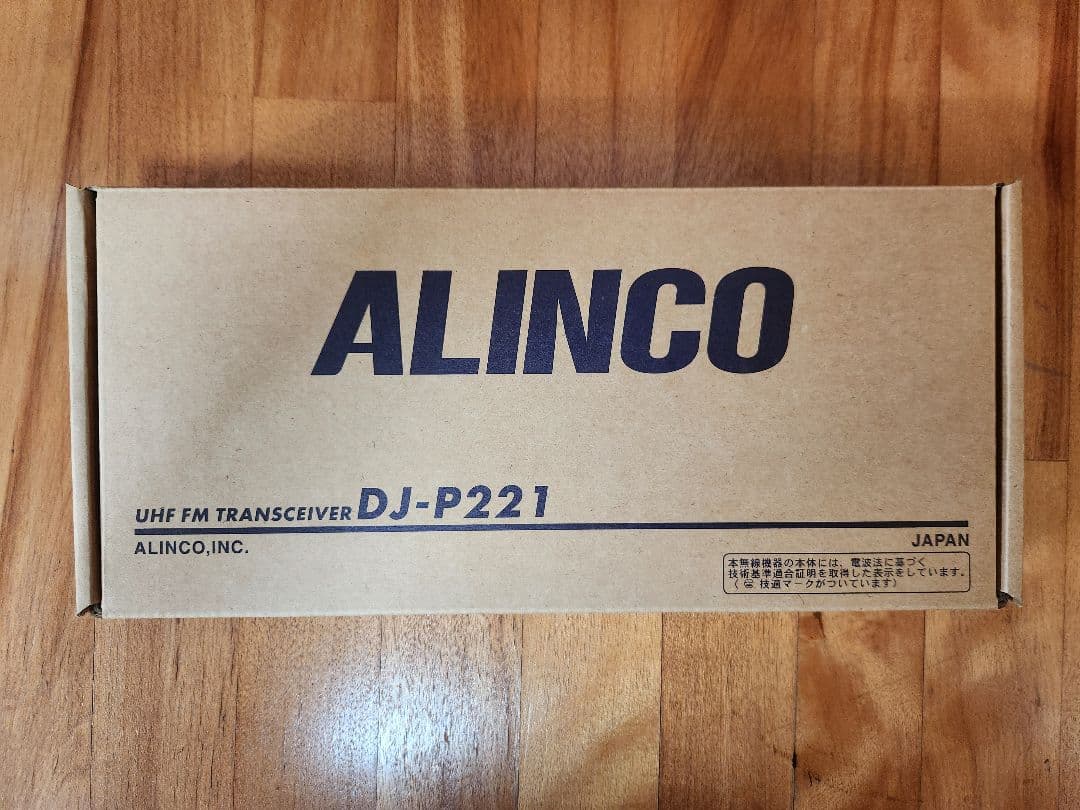 ALINCO
UHF FM TRANSCEIVER DJ-P221
ALINCO,INC.
JAPAN
本無線機器の本体には、電波法に基づく
技術基準適合証明を取得した表示をしています。
( 技適マークがついています)